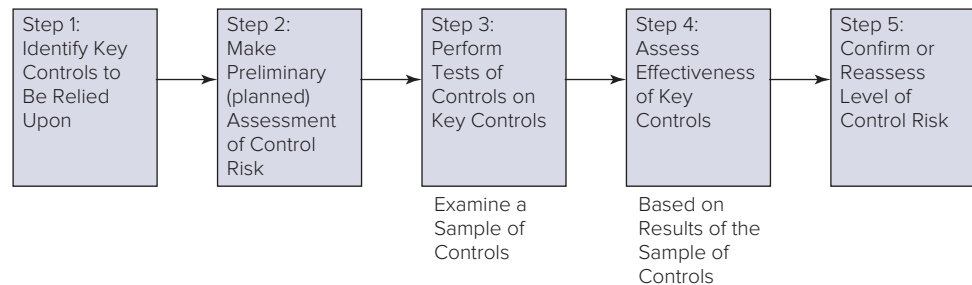 Step 1:
Identify Key
Controls to
Be Relied
Upon
Step 2:
Make
Preliminary
(planned)
Assessment
of Control
Risk
Step 3:
Perform
Tests of
Controls on
Key Controls
Step 4:
Assess
Effectiveness
of Key
Controls
Step 5:
Confirm or
Reassess
Level of
Control Risk
Examine a
Sample of
Controls
Based on
Results of the
Sample of
Controls